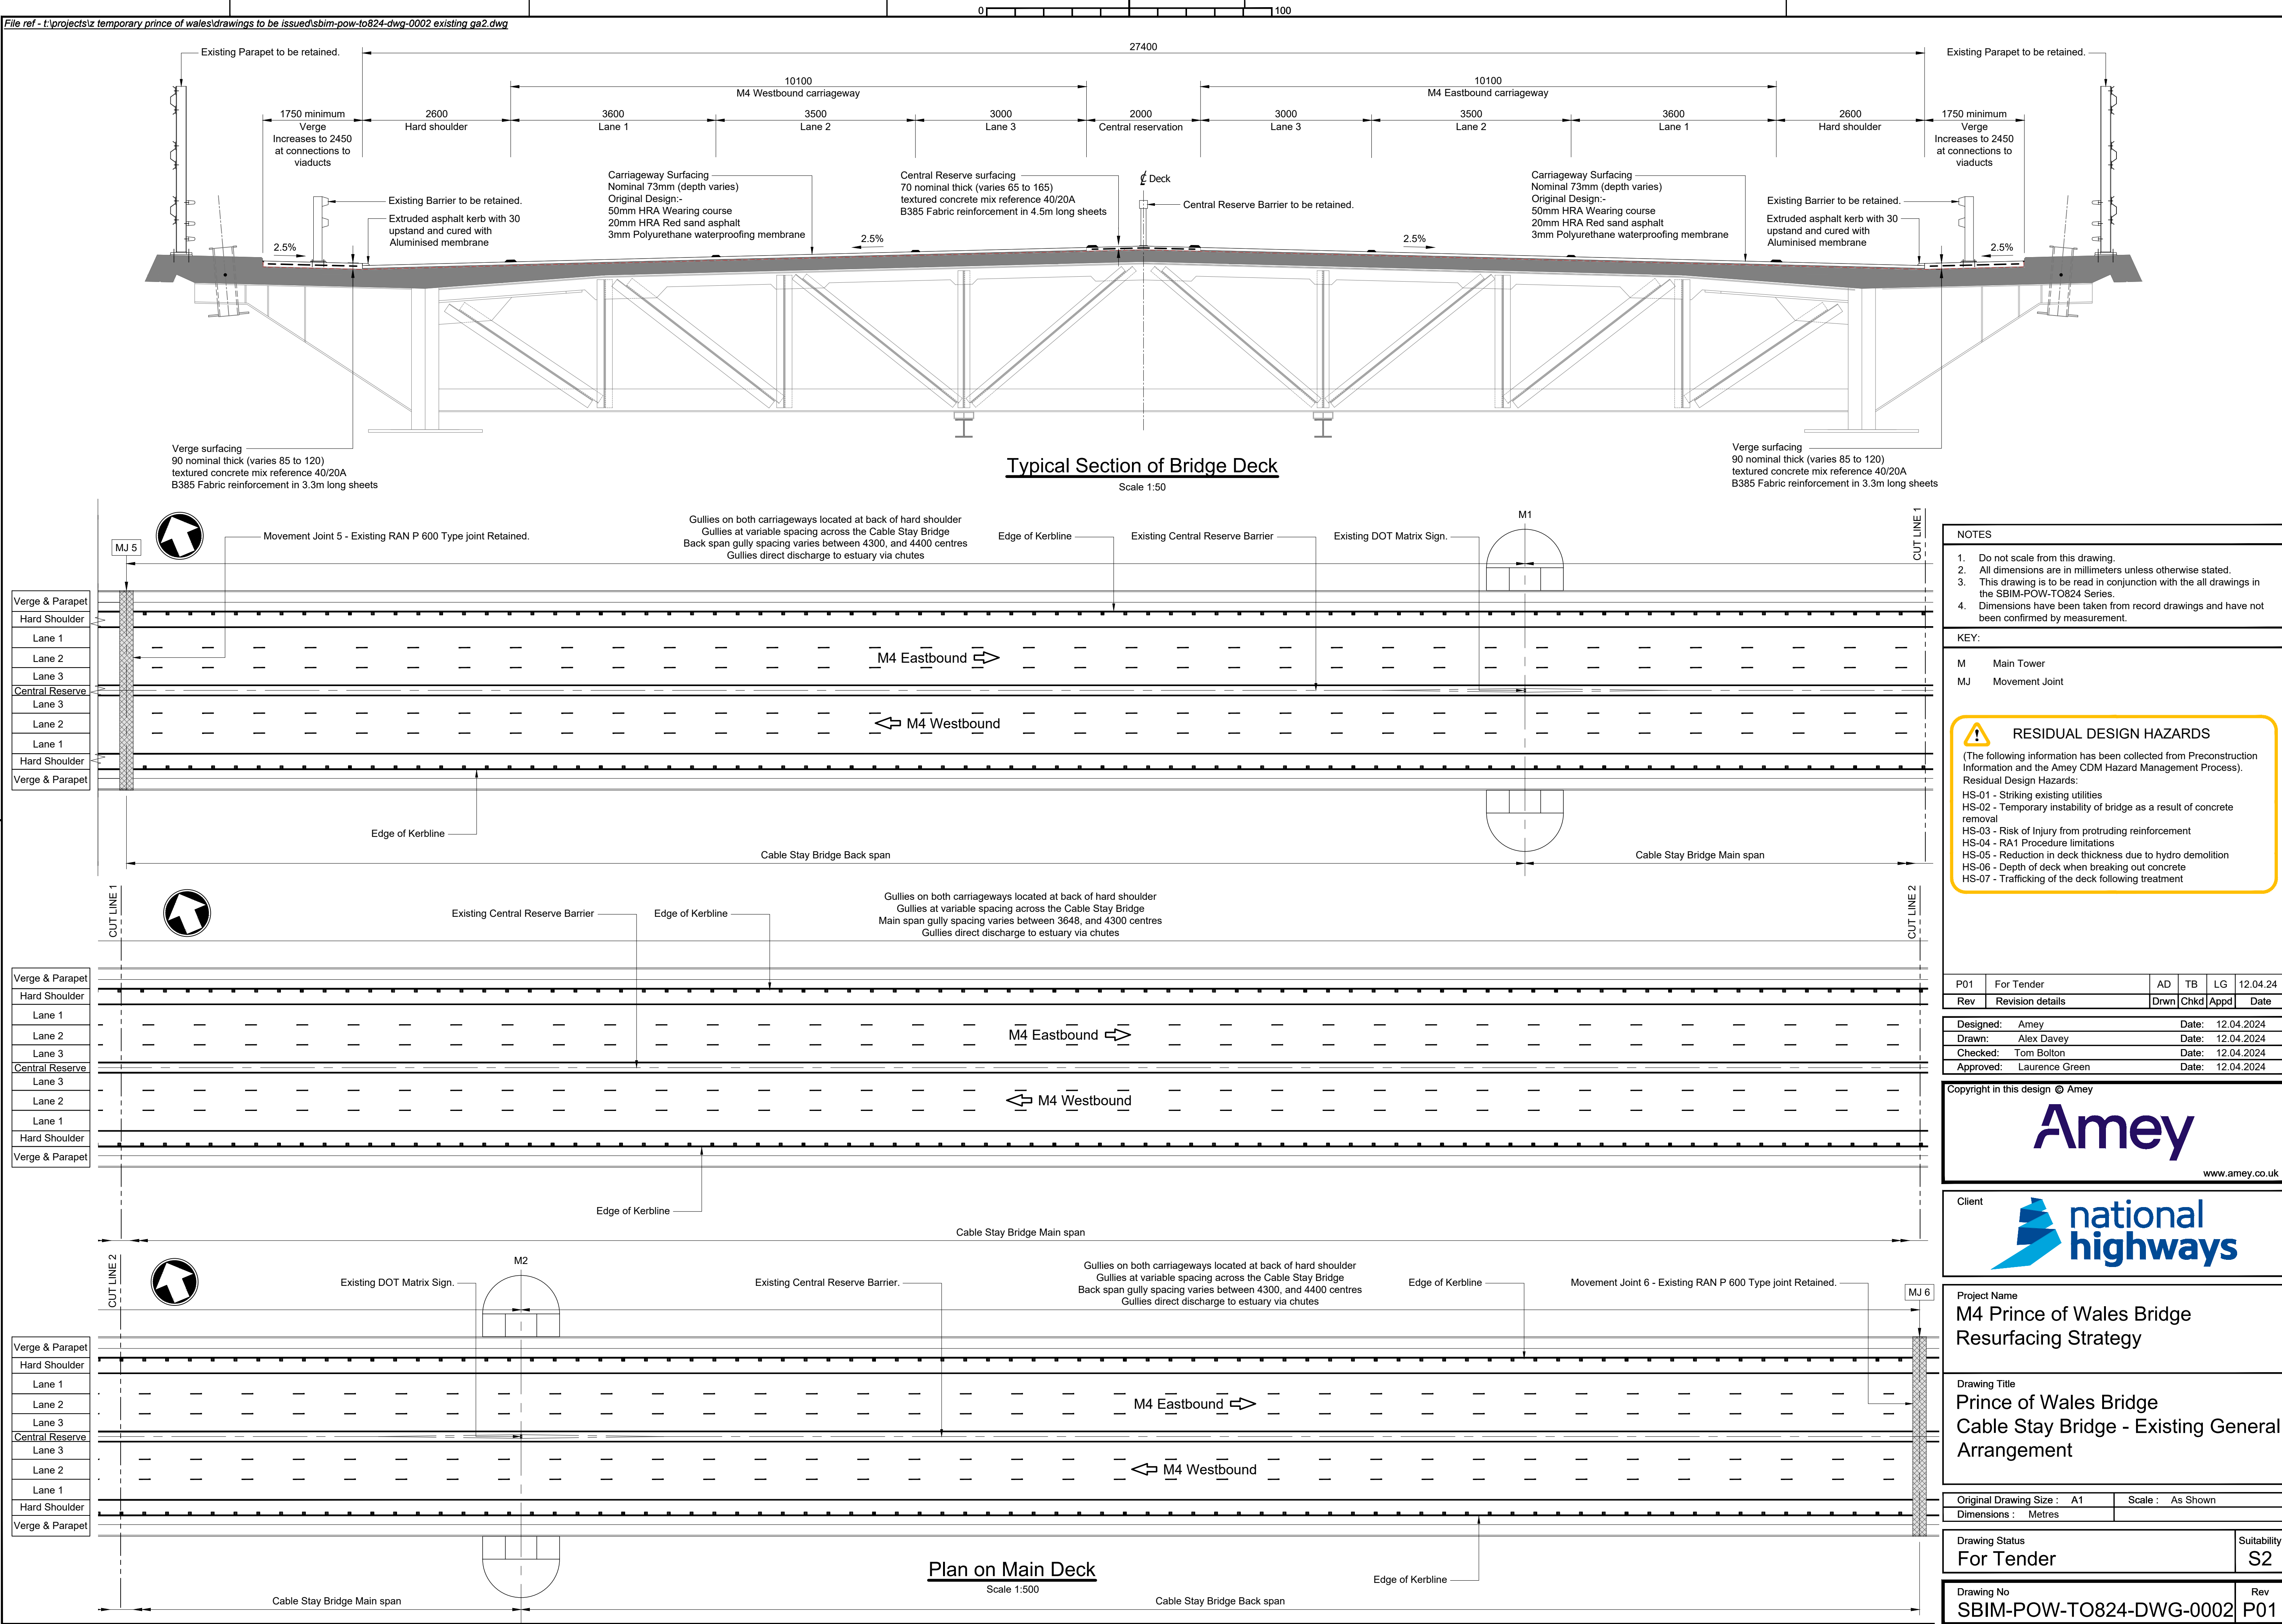 0 100
File ref - t:\projects\z temporary prince of wales\drawings to be issued\sbim-pow-to824-dwg-0002 existing ga2.dwg
Existing Parapet to be retained.
27400
Existing Parapet to be retained.
10100
M4 Westbound carriageway
10100
M4 Eastbound carriageway
1750 minimum
Verge
Increases to 2450
at connections to
viaducts
2600
Hard shoulder
3600
Lane 1
3500
Lane 2
3000
Lane 3
2000
Central reservation
3000
Lane 3
3500
Lane 2
3600
Lane 1
2600
Hard shoulder
1750 minimum
Verge
Increases to 2450
at connections to
viaducts
Existing Barrier to be retained.
Extruded asphalt kerb with 30
upstand and cured with
Aluminised membrane
Carriageway Surfacing
Nominal 73mm (depth varies)
Original Design:-
50mm HRA Wearing course
20mm HRA Red sand asphalt
3mm Polyurethane waterproofing membrane
Central Reserve surfacing
70 nominal thick (varies 65 to 165)
textured concrete mix reference 40/20A
B385 Fabric reinforcement in 4.5m long sheets
℄ Deck
Central Reserve Barrier to be retained.
Carriageway Surfacing
Nominal 73mm (depth varies)
Original Design:-
50mm HRA Wearing course
20mm HRA Red sand asphalt
3mm Polyurethane waterproofing membrane
Existing Barrier to be retained.
Extruded asphalt kerb with 30
upstand and cured with
Aluminised membrane
2.5%
2.5%
2.5%
2.5%
Verge surfacing
90 nominal thick (varies 85 to 120)
textured concrete mix reference 40/20A
B385 Fabric reinforcement in 3.3m long sheets
Typical Section of Bridge Deck
Scale 1:50
Verge surfacing
90 nominal thick (varies 85 to 120)
textured concrete mix reference 40/20A
B385 Fabric reinforcement in 3.3m long sheets
MJ 5
Movement Joint 5 - Existing RAN P 600 Type joint Retained.
Gullies on both carriageways located at back of hard shoulder
Gullies at variable spacing across the Cable Stay Bridge
Back span gully spacing varies between 4300, and 4400 centres
Gullies direct discharge to estuary via chutes
Edge of Kerbline
Existing Central Reserve Barrier
Existing DOT Matrix Sign.
M1
CUT LINE 1
Verge & Parapet
Hard Shoulder
Lane 1
Lane 2
Lane 3
Central Reserve
Lane 3
Lane 2
Lane 1
Hard Shoulder
Verge & Parapet
M4 Eastbound
M4 Westbound
Edge of Kerbline
Cable Stay Bridge Back span
Cable Stay Bridge Main span
CUT LINE 1
Existing Central Reserve Barrier
Edge of Kerbline
Gullies on both carriageways located at back of hard shoulder
Gullies at variable spacing across the Cable Stay Bridge
Main span gully spacing varies between 3648, and 4300 centres
Gullies direct discharge to estuary via chutes
CUT LINE 2
Verge & Parapet
Hard Shoulder
Lane 1
Lane 2
Lane 3
Central Reserve
Lane 3
Lane 2
Lane 1
Hard Shoulder
Verge & Parapet
M4 Eastbound
M4 Westbound
Edge of Kerbline
Cable Stay Bridge Main span
CUT LINE 2
Existing DOT Matrix Sign.
M2
Existing Central Reserve Barrier.
Gullies on both carriageways located at back of hard shoulder
Gullies at variable spacing across the Cable Stay Bridge
Back span gully spacing varies between 4300, and 4400 centres
Gullies direct discharge to estuary via chutes
Edge of Kerbline
Movement Joint 6 - Existing RAN P 600 Type joint Retained.
MJ 6
Verge & Parapet
Hard Shoulder
Lane 1
Lane 2
Lane 3
Central Reserve
Lane 3
Lane 2
Lane 1
Hard Shoulder
Verge & Parapet
M4 Eastbound
M4 Westbound
Plan on Main Deck
Scale 1:500
Edge of Kerbline
Cable Stay Bridge Main span
Cable Stay Bridge Back span
NOTES
1. Do not scale from this drawing.
2. All dimensions are in millimeters unless otherwise stated.
3. This drawing is to be read in conjunction with the all drawings in
the SBIM-POW-TO824 Series.
4. Dimensions have been taken from record drawings and have not
been confirmed by measurement.
KEY:
M Main Tower
MJ Movement Joint
RESIDUAL DESIGN HAZARDS
(The following information has been collected from Preconstruction
Information and the Amey CDM Hazard Management Process).
Residual Design Hazards:
HS-01 - Striking existing utilities
HS-02 - Temporary instability of bridge as a result of concrete
removal
HS-03 - Risk of Injury from protruding reinforcement
HS-04 - RA1 Procedure limitations
HS-05 - Reduction in deck thickness due to hydro demolition
HS-06 - Depth of deck when breaking out concrete
HS-07 - Trafficking of the deck following treatment
P01 For Tender AD TB LG 12.04.24
Rev Revision details Drwn Chkd Appd Date
Designed: Amey Date: 12.04.2024
Drawn: Alex Davey Date: 12.04.2024
Checked: Tom Bolton Date: 12.04.2024
Approved: Laurence Green Date: 12.04.2024
Copyright in this design © Amey
Amey
www.amey.co.uk
Client
national
highways
Project Name
M4 Prince of Wales Bridge
Resurfacing Strategy
Drawing Title
Prince of Wales Bridge
Cable Stay Bridge - Existing General
Arrangement
Original Drawing Size : A1 Scale : As Shown
Dimensions : Metres
Drawing Status Suitability
For Tender S2
Drawing No Rev
SBIM-POW-TO824-DWG-0002 P01